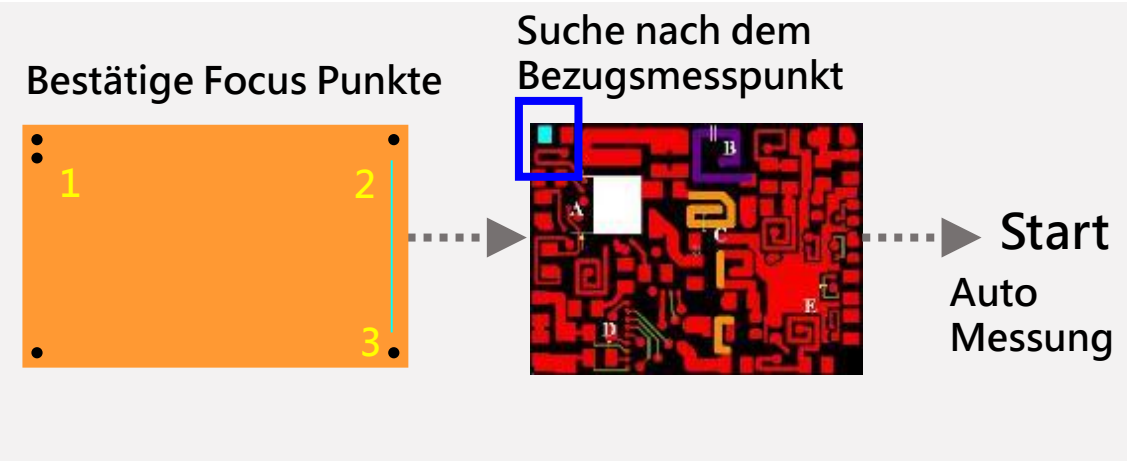 Suche nach dem
Bezugsmesspunkt
Bestätige Focus Punkte
1
2
3
A
B
C
D
E
Start
Auto
Messung